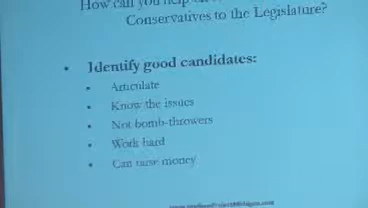 How can you help
Conservatives to the Legislature?
Identify good candidates:
Articulate
Know the issues
Not bomb-throwers
Work hard
Can raise money